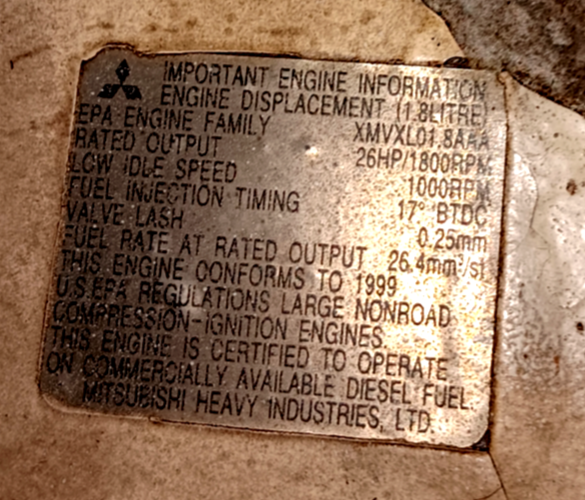 IMPORTANT ENGINE INFORMATION
ENGINE DISPLACEMENT (1.8LITRE)
EPA ENGINE FAMILY XMVXL01.8AAA
RATED OUTPUT 26HP/1800RPM
LOW IDLE SPEED 1000RPM
FUEL INJECTION TIMING 17° BTDC
VALVE LASH 0.25mm
FUEL RATE AT RATED OUTPUT 26.4mm³/st
THIS ENGINE CONFORMS TO 1999
U.S.EPA REGULATIONS LARGE NONROAD
COMPRESSION-IGNITION ENGINES.
THIS ENGINE IS CERTIFIED TO OPERATE
ON COMMERCIALLY AVAILABLE DIESEL FUEL.
MITSUBISHI HEAVY INDUSTRIES, LTD.